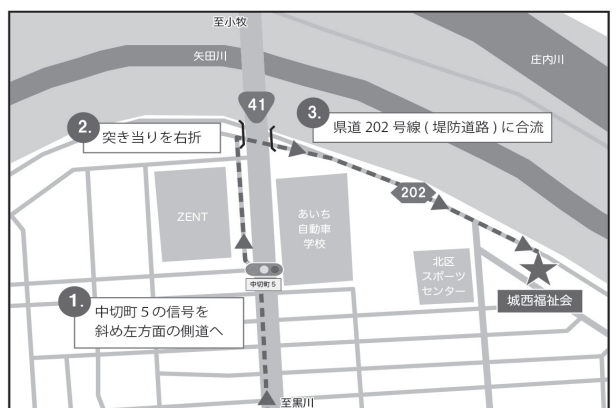 至小牧
矢田川
庄内川
41
2.
突き当りを右折
3.
県道 202 号線 ( 堤防道路 ) に合流
202
ZENT
あいち
自動車
学校
北区
スポーツ
センター
城西福祉会
中切町 5
1.
中切町 5 の信号を
斜め左方面の側道へ
至黒川